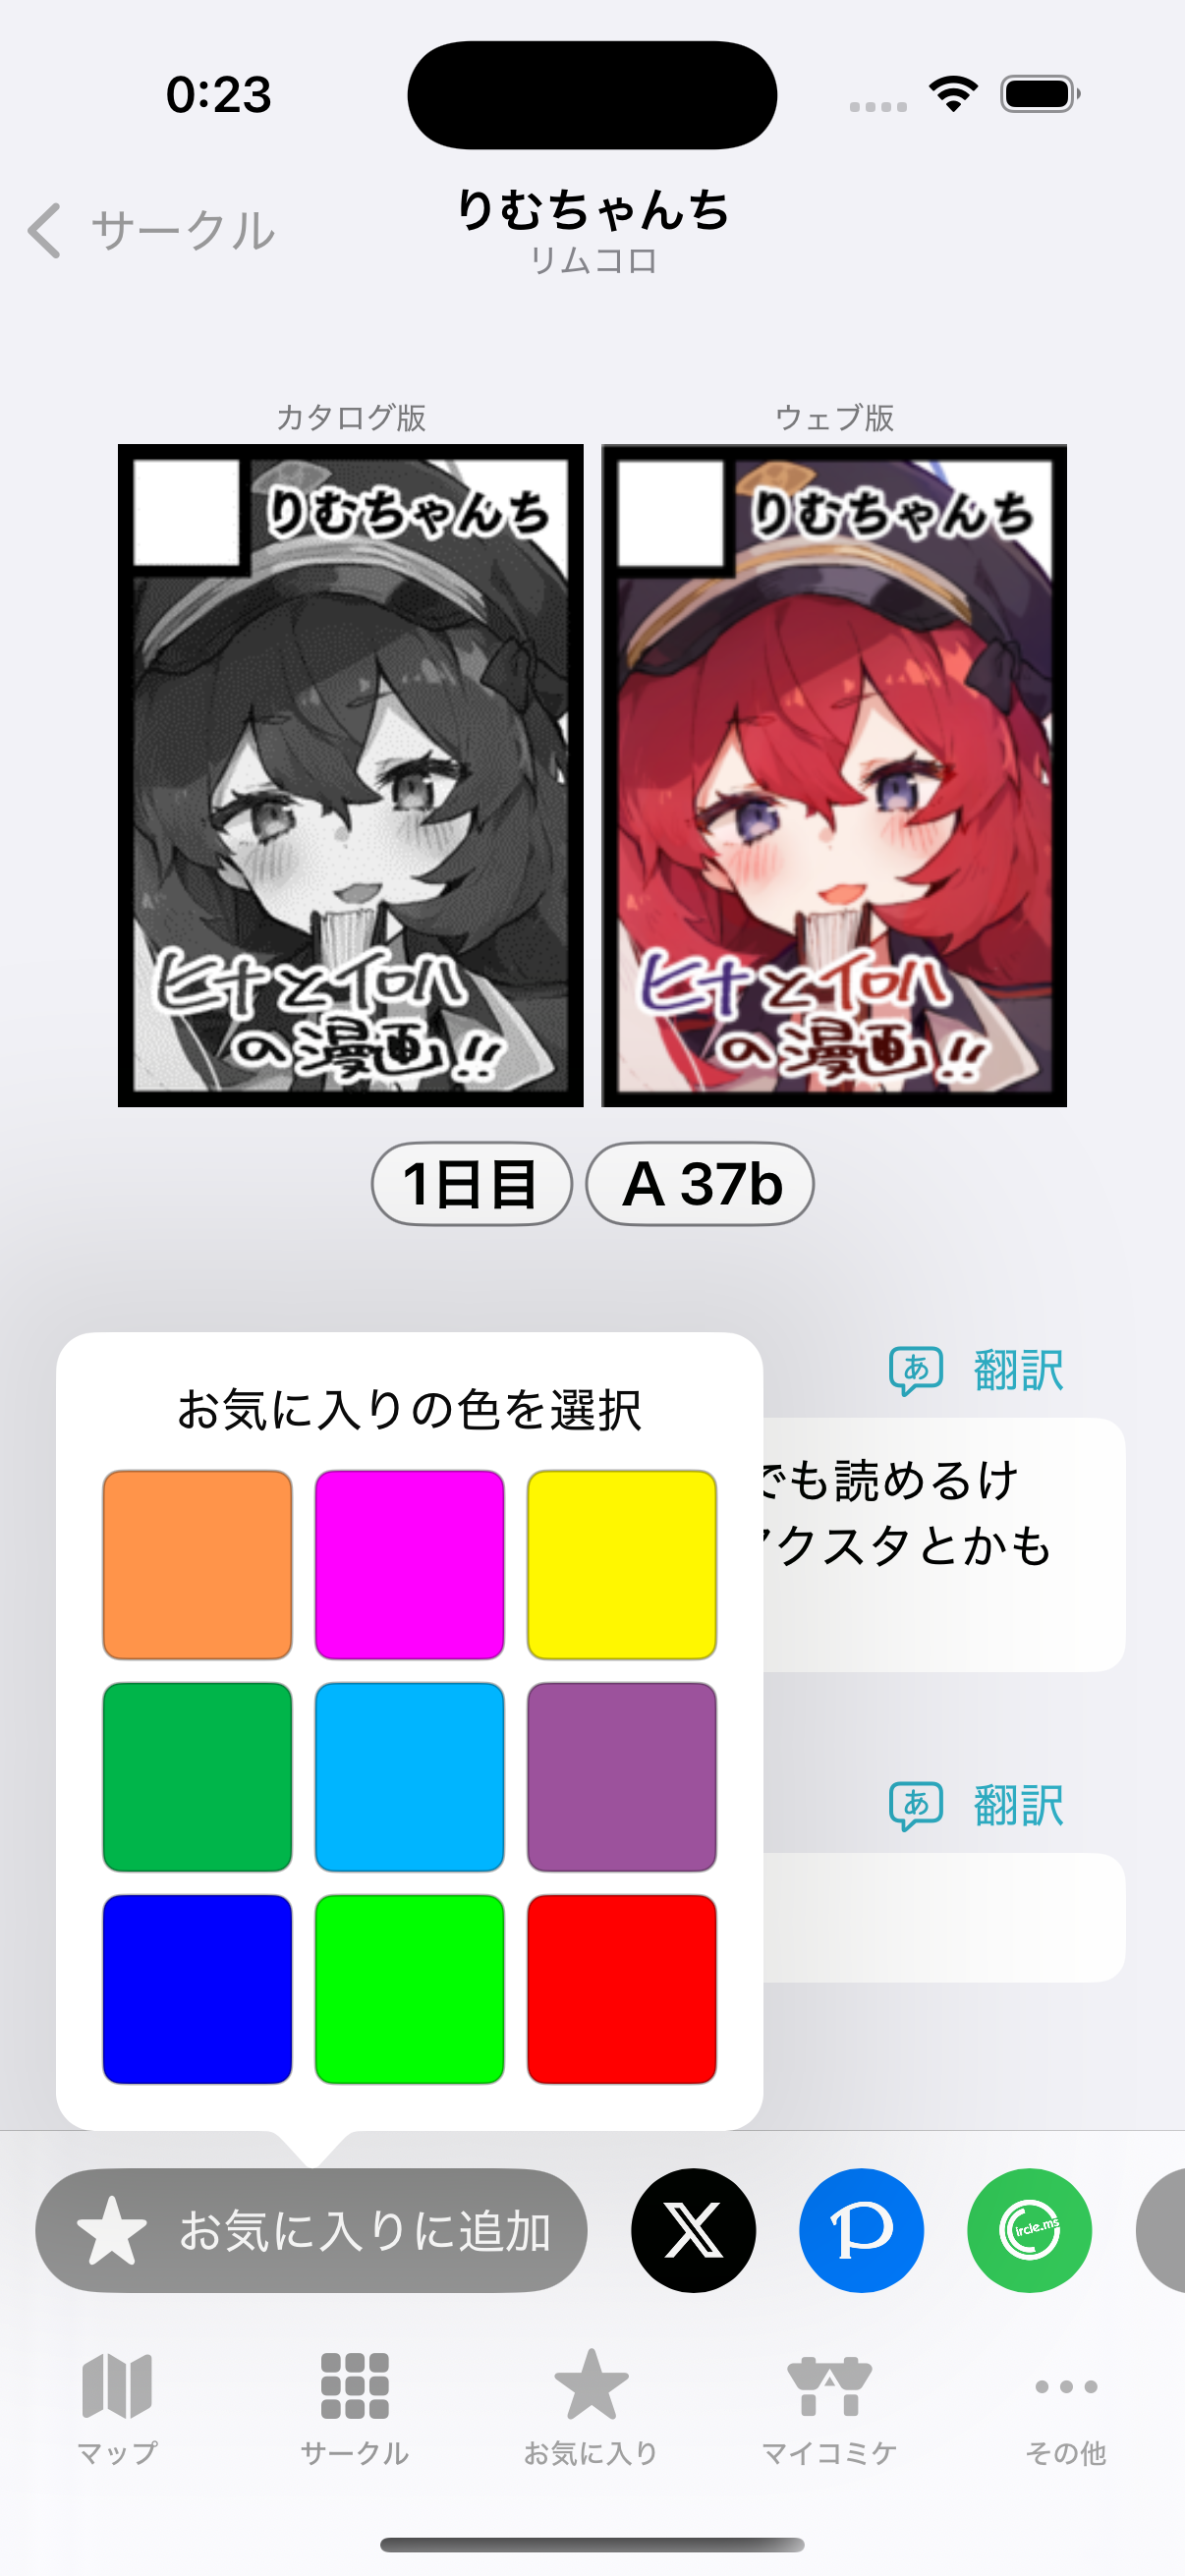 0:23
サークル
りむちゃんち
リムコロ
カタログ版
ウェブ版
りむちゃんち
ヒナとイロハ
の漫画!!
りむちゃんち
ヒナとイロハ
の漫画!!
1日目
A 37b
あ 翻訳
お気に入りの色を選択
でも読めるけ
アクスタとかも
あ 翻訳
お気に入りに追加
ircle.ms
マップ
サークル
お気に入り
マイコミケ
その他